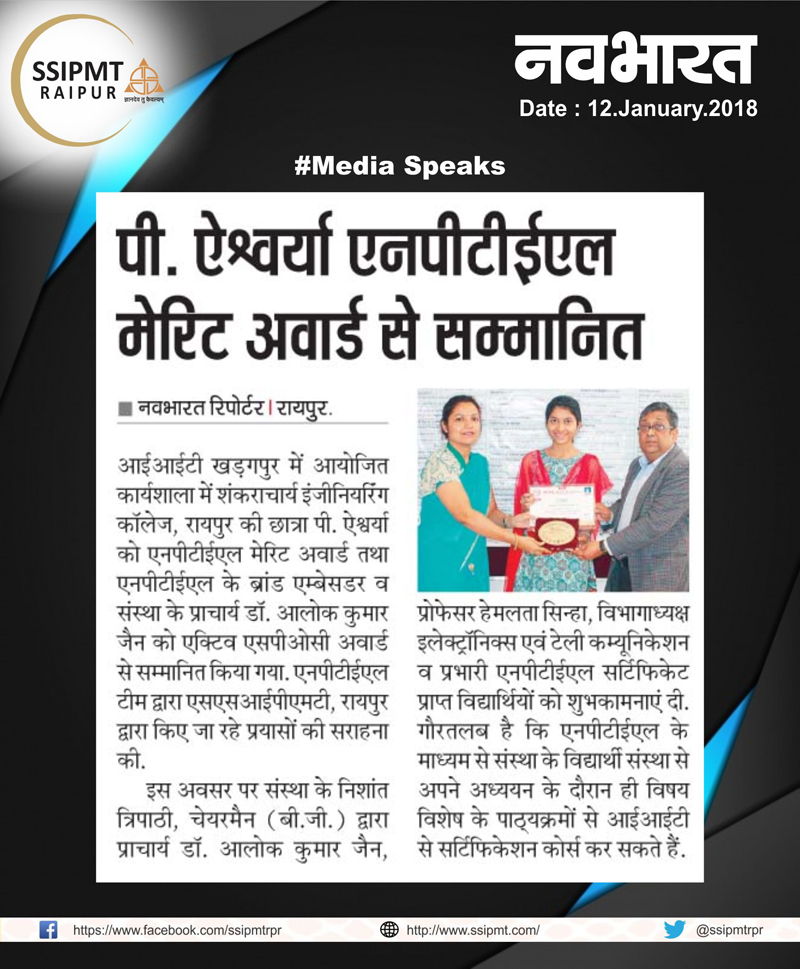 SSIPMT
RAIPUR
ज्ञानदेव तु कैवल्यम्
नवभारत
Date : 12.January.2018
#Media Speaks
पी. ऐश्वर्या एनपीटीईएल
मेरिट अवार्ड से सम्मानित
नवभारत रिपोर्टर। रायपुर.
आईआईटी खड़गपुर में आयोजित
कार्यशाला में शंकराचार्य इंजीनियरिंग
कॉलेज, रायपुर की छात्रा पी. ऐश्वर्या
को एनपीटीईएल मेरिट अवार्ड तथा
एनपीटीईएल के ब्रांड एम्बेसडर व
संस्था के प्राचार्य डॉ. आलोक कुमार
जैन को एक्टिव एसपीओसी अवार्ड
से सम्मानित किया गया. एनपीटीईएल
टीम द्वारा एसएसआईपीएमटी, रायपुर
द्वारा किए जा रहे प्रयासों की सराहना
की.
इस अवसर पर संस्था के निशांत
त्रिपाठी, चेयरमैन (बी.जी.) द्वारा
प्राचार्य डॉ. आलोक कुमार जैन,
प्रोफेसर हेमलता सिन्हा, विभागाध्यक्ष
इलेक्ट्रॉनिक्स एवं टेली कम्यूनिकेशन
व प्रभारी एनपीटीईएल सर्टिफिकेट
प्राप्त विद्यार्थियों को शुभकामनाएं दी.
गौरतलब है कि एनपीटीईएल के
माध्यम से संस्था के विद्यार्थी संस्था से
अपने अध्ययन के दौरान ही विषय
विशेष के पाठ्यक्रमों से आईआईटी
से सर्टिफिकेशन कोर्स कर सकते हैं.
https://www.facebook.com/ssipmtrpr
http://www.ssipmt.com/
@ssipmtrpr